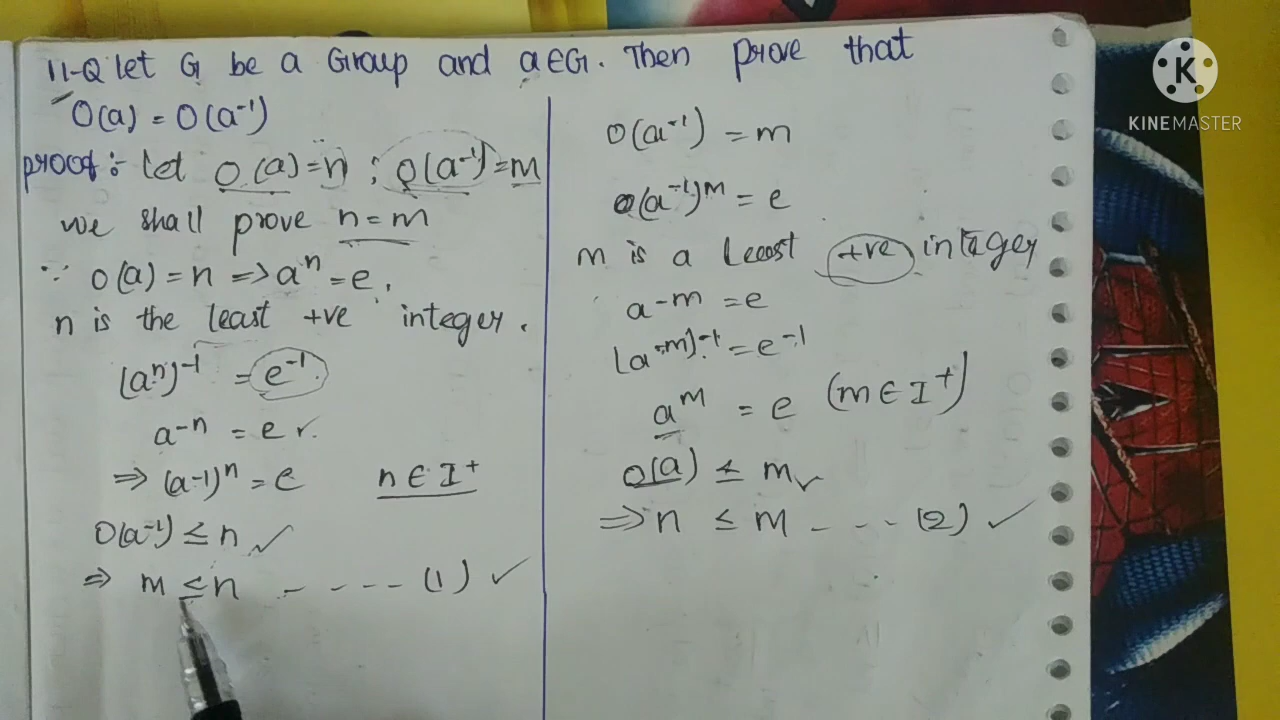 11-Q let G be a Group and a∈G. Then prove that
O(a) = O(a⁻¹)
proof:- Let O(a)=n ; O(a⁻¹)=m
we shall prove n=m
∵ O(a) = n ⇒ aⁿ = e.
n is the least +ve integer.
(aⁿ)⁻¹ = e⁻¹
a⁻ⁿ = e
⇒ (a-1)ⁿ = e n∈I⁺
O(a⁻¹) ≤ n ✓
⇒ m ≤ n - - - - - (1) ✓
O(a⁻¹) = m
(a⁻¹)ᵐ = e
m is a least +ve integer
a-m = e
(a-m)-1 = e-1
aᵐ = e (m∈I⁺)
O(a) ≤ m ✓
⇒ n ≤ m - - - - (2) ✓
K
KINEMASTER